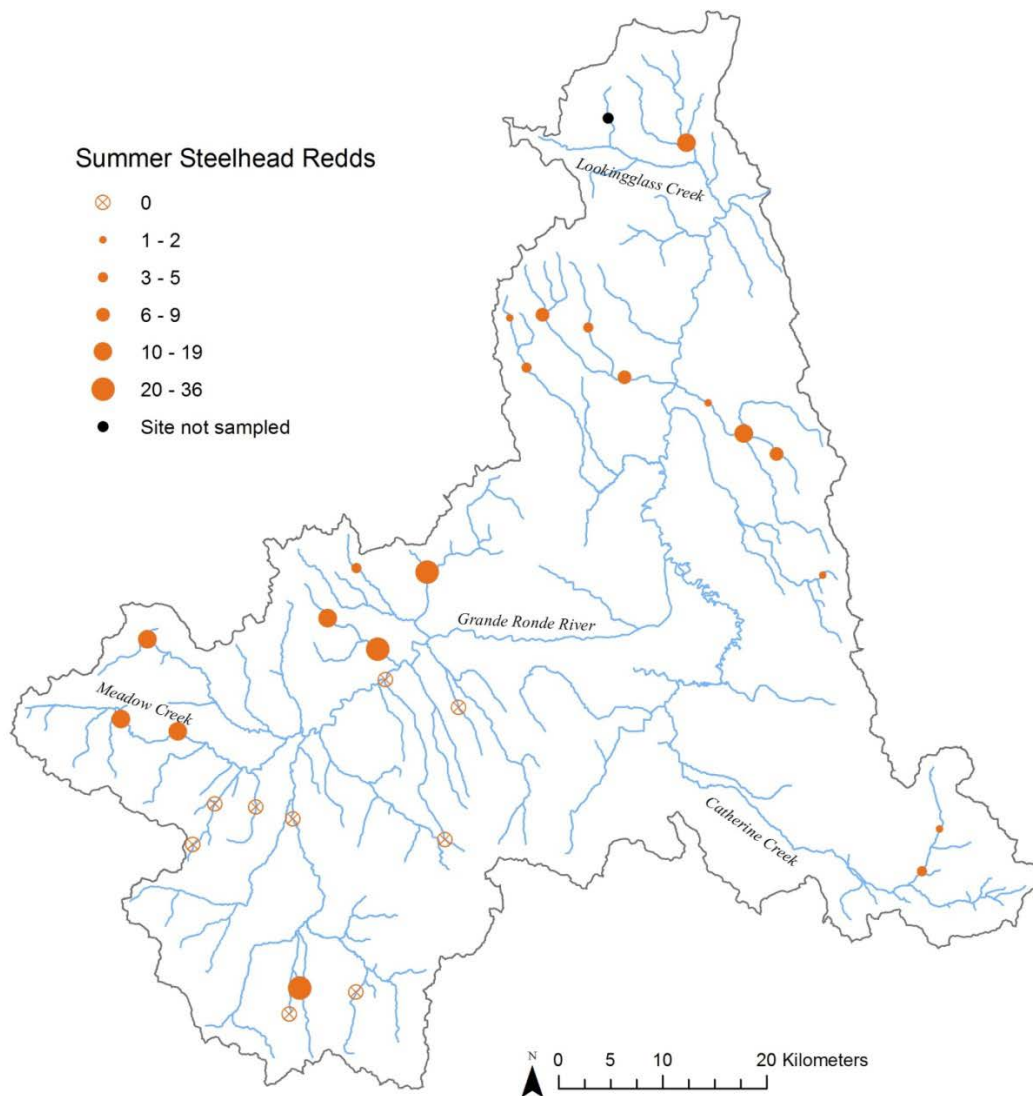 Summer Steelhead Redds
0
1 - 2
3 - 5
6 - 9
10 - 19
20 - 36
Site not sampled
Lookingglass Creek
Grande Ronde River
Meadow Creek
Catherine Creek
N
0 5 10 20 Kilometers